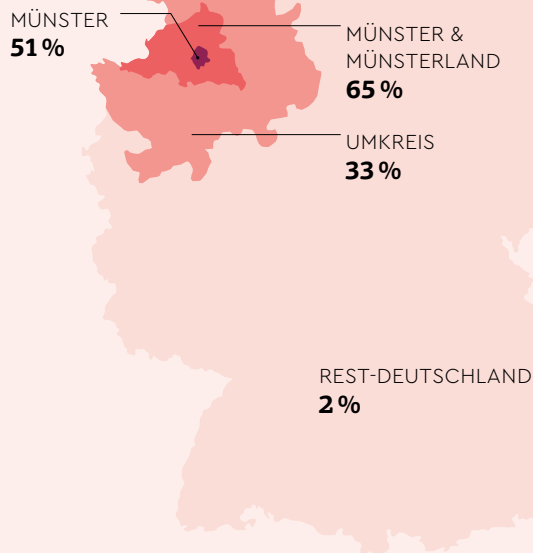 MÜNSTER
51 %
MÜNSTER &
MÜNSTERLAND
65 %
UMKREIS
33 %
REST-DEUTSCHLAND
2 %